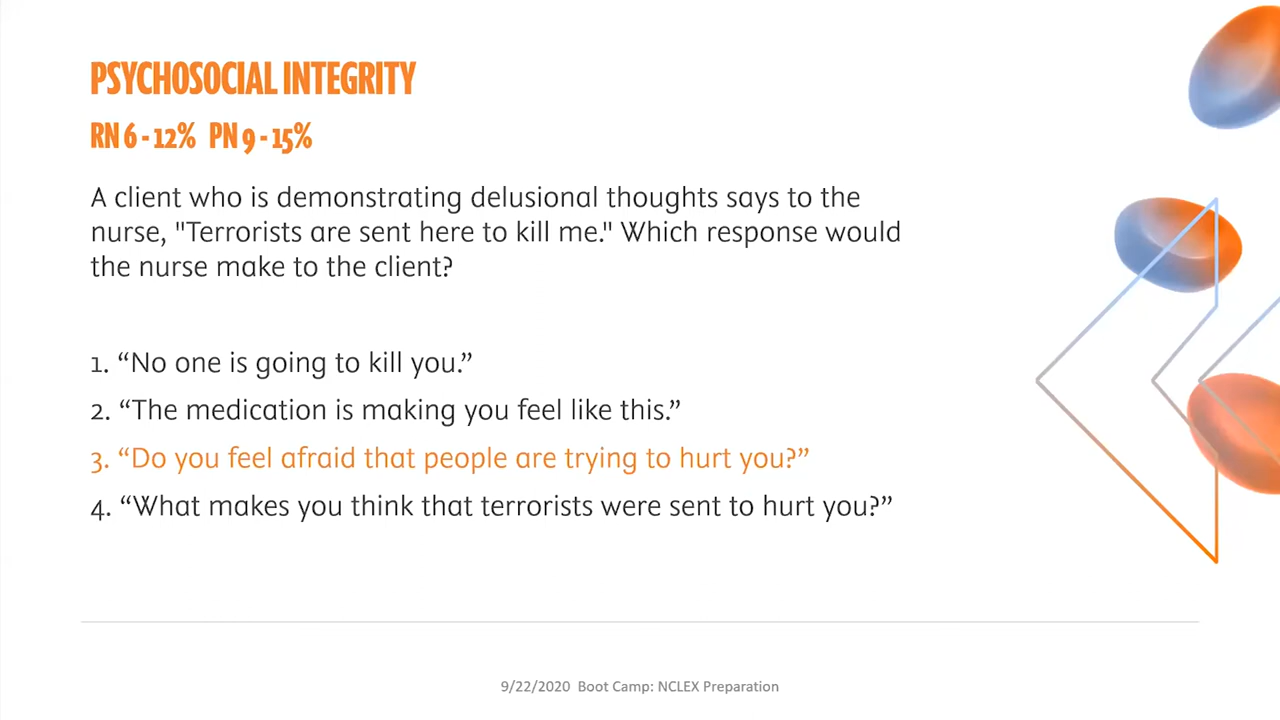 PSYCHOSOCIAL INTEGRITY
RN 6 - 12% PN 9 - 15%
A client who is demonstrating delusional thoughts says to the
nurse, "Terrorists are sent here to kill me." Which response would
the nurse make to the client?
1. “No one is going to kill you.”
2. “The medication is making you feel like this.”
3. “Do you feel afraid that people are trying to hurt you?”
4. “What makes you think that terrorists were sent to hurt you?”
9/22/2020 Boot Camp: NCLEX Preparation